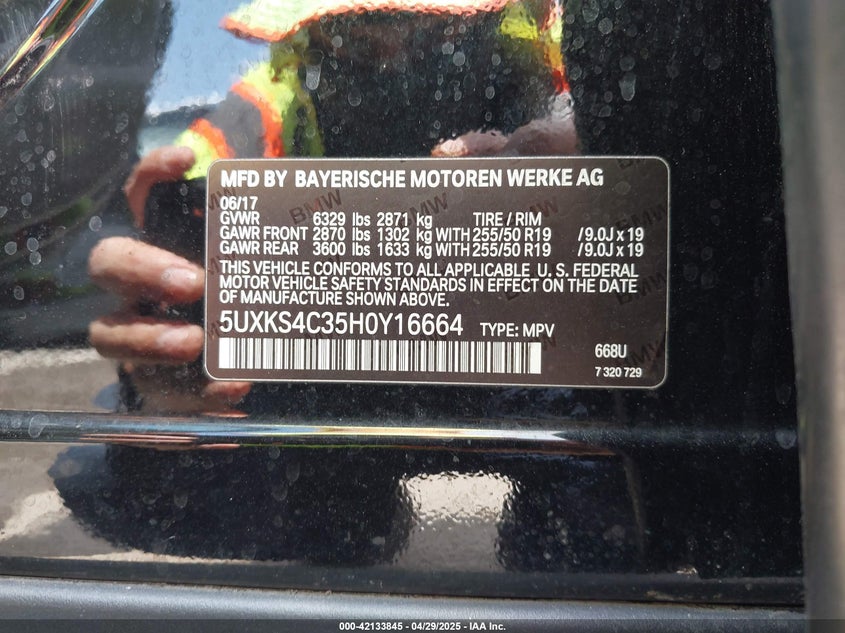 MFD BY BAYERISCHE MOTOREN WERKE AG
06/17
GVWR 6329 lbs 2871 kg TIRE / RIM
GAWR FRONT 2870 lbs 1302 kg WITH 255/50 R19 / 9.0J x 19
GAWR REAR 3600 lbs 1633 kg WITH 255/50 R19 / 9.0J x 19
THIS VEHICLE CONFORMS TO ALL APPLICABLE U. S. FEDERAL
MOTOR VEHICLE SAFETY STANDARDS IN EFFECT ON THE DATE
OF MANUFACTURE SHOWN ABOVE.
5UXKS4C35H0Y16664 TYPE: MPV
668U
7 320 729
000-42133845 - 04/29/2025 - IAA Inc.